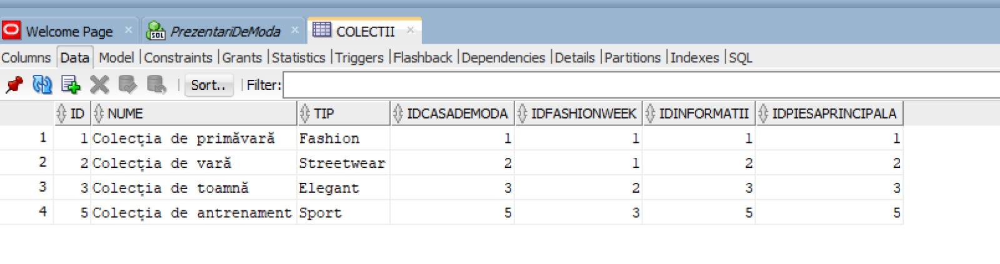 Welcome Page × PrezentariDeModa × COLECTII ×
Columns Data Model |Constraints |Grants |Statistics |Triggers |Flashback |Dependencies |Details |Partitions |Indexes |SQL
Sort.. Filter:
ID NUME TIP IDCASADEMODA IDFASHIONWEEK IDINFORMATII IDPIESAPRINCIPALA
1 1 Colecția de primăvară Fashion 1 1 1 1
2 2 Colecția de vară Streetwear 2 1 2 2
3 3 Colecția de toamnă Elegant 3 2 3 3
4 5 Colecția de antrenament Sport 5 3 5 5